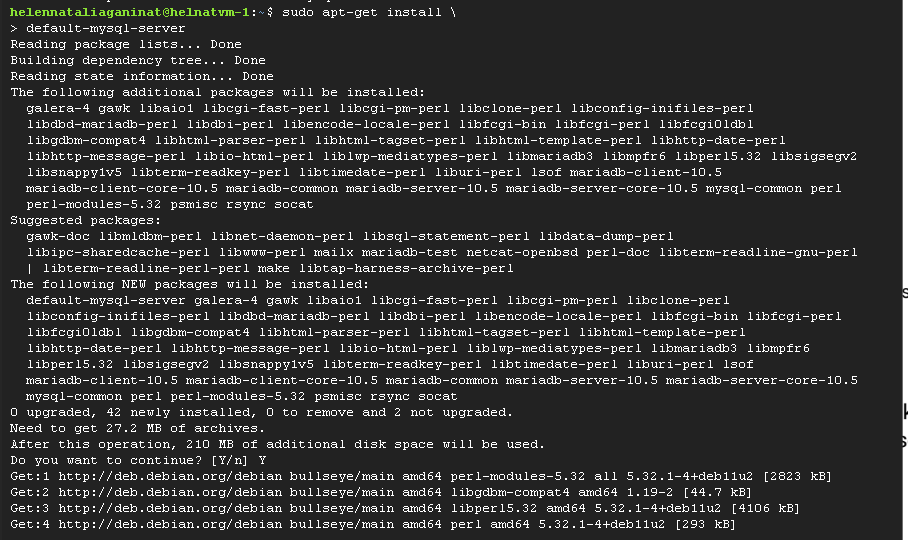 helennataliaganinat@helnatvm-1:~$ sudo apt-get install \
> default-mysql-server
Reading package lists... Done
Building dependency tree... Done
Reading state information... Done
The following additional packages will be installed:
  galera-4 gawk libaio1 libcgi-fast-perl libcgi-pm-perl libclone-perl libconfig-inifiles-perl
  libdbd-mariadb-perl libdbi-perl libencode-locale-perl libfcgi-bin libfcgi-perl libfcgi0ldbl
  libgdbm-compat4 libhtml-parser-perl libhtml-tagset-perl libhtml-template-perl libhttp-date-perl
  libhttp-message-perl libio-html-perl liblwp-mediatypes-perl libmariadb3 libmpfr6 libperl5.32 libsigsegv2
  libsnappy1v5 libterm-readkey-perl libtimedate-perl liburi-perl lsof mariadb-client-10.5
  mariadb-client-core-10.5 mariadb-common mariadb-server-10.5 mariadb-server-core-10.5 mysql-common perl
  perl-modules-5.32 psmisc rsync socat
Suggested packages:
  gawk-doc libmldbm-perl libnet-daemon-perl libsql-statement-perl libdata-dump-perl
  libipc-sharedcache-perl libwww-perl mailx mariadb-test netcat-openbsd perl-doc libterm-readline-gnu-perl
  | libterm-readline-perl-perl make libtap-harness-archive-perl
The following NEW packages will be installed:
  default-mysql-server galera-4 gawk libaio1 libcgi-fast-perl libcgi-pm-perl libclone-perl
  libconfig-inifiles-perl libdbd-mariadb-perl libdbi-perl libencode-locale-perl libfcgi-bin libfcgi-perl
  libfcgi0ldbl libgdbm-compat4 libhtml-parser-perl libhtml-tagset-perl libhtml-template-perl
  libhttp-date-perl libhttp-message-perl libio-html-perl liblwp-mediatypes-perl libmariadb3 libmpfr6
  libperl5.32 libsigsegv2 libsnappy1v5 libterm-readkey-perl libtimedate-perl liburi-perl lsof
  mariadb-client-10.5 mariadb-client-core-10.5 mariadb-common mariadb-server-10.5 mariadb-server-core-10.5
  mysql-common perl perl-modules-5.32 psmisc rsync socat
0 upgraded, 42 newly installed, 0 to remove and 2 not upgraded.
Need to get 27.2 MB of archives.
After this operation, 210 MB of additional disk space will be used.
Do you want to continue? [Y/n] Y
Get:1 http://deb.debian.org/debian bullseye/main amd64 perl-modules-5.32 all 5.32.1-4+deb11u2 [2823 kB]
Get:2 http://deb.debian.org/debian bullseye/main amd64 libgdbm-compat4 amd64 1.19-2 [44.7 kB]
Get:3 http://deb.debian.org/debian bullseye/main amd64 libperl5.32 amd64 5.32.1-4+deb11u2 [4106 kB]
Get:4 http://deb.debian.org/debian bullseye/main amd64 perl amd64 5.32.1-4+deb11u2 [293 kB]